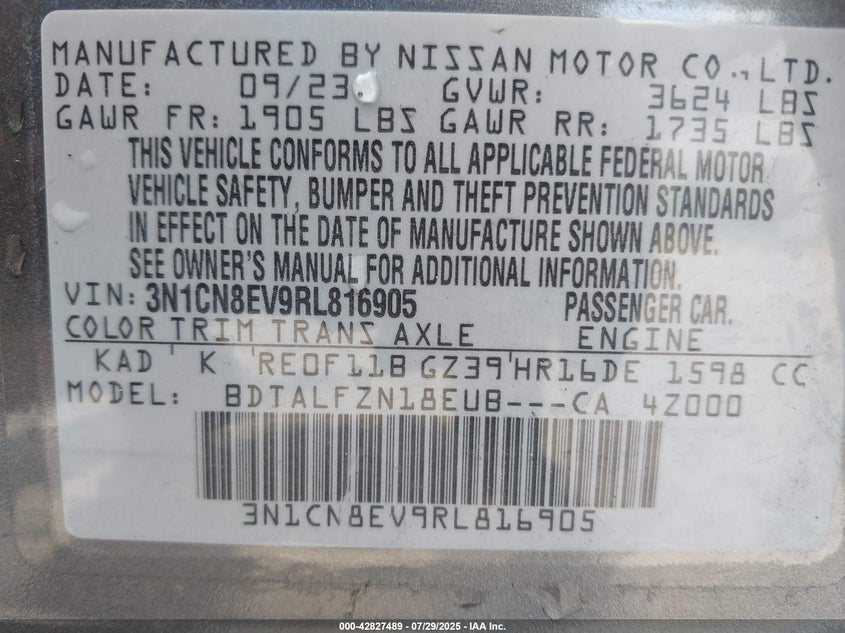 MANUFACTURED BY NISSAN MOTOR CO., LTD.
DATE: 09/23 GVWR: 3624 LBS
GAWR FR: 1905 LBS GAWR RR: 1735 LBS
THIS VEHICLE CONFORMS TO ALL APPLICABLE FEDERAL MOTOR
VEHICLE SAFETY, BUMPER AND THEFT PREVENTION STANDARDS
IN EFFECT ON THE DATE OF MANUFACTURE SHOWN ABOVE.
SEE OWNER'S MANUAL FOR ADDITIONAL INFORMATION.
VIN: 3N1CN8EV9RL816905 PASSENGER CAR.
COLOR TRIM TRANS AXLE ENGINE
KAD ' K 'RE0F11B GZ39'HR16DE 1598 CC
MODEL: BDTALFZN18EUB---CA 4Z000
3N1CN8EV9RL816905
000-42827489 - 07/29/2025 - IAA Inc.